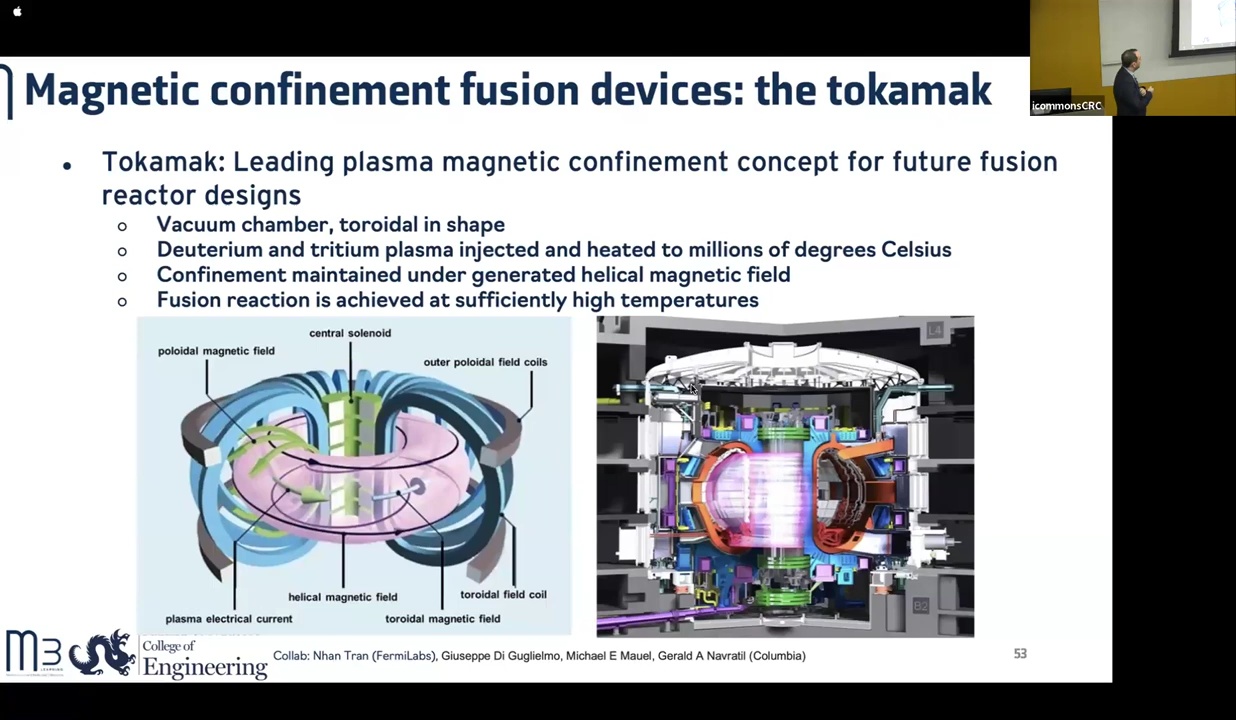 Magnetic confinement fusion devices: the tokamak
icommonsCRC
• Tokamak: Leading plasma magnetic confinement concept for future fusion
reactor designs
○ Vacuum chamber, toroidal in shape
○ Deuterium and tritium plasma injected and heated to millions of degrees Celsius
○ Confinement maintained under generated helical magnetic field
○ Fusion reaction is achieved at sufficiently high temperatures
central solenoid
poloidal magnetic field
outer poloidal field coils
helical magnetic field
toroidal field coil
plasma electrical current
toroidal magnetic field
L4
B2
M3
College of
Engineering
Collab: Nhan Tran (FermiLabs), Giuseppe Di Guglielmo, Michael E Mauel, Gerald A Navratil (Columbia)
53